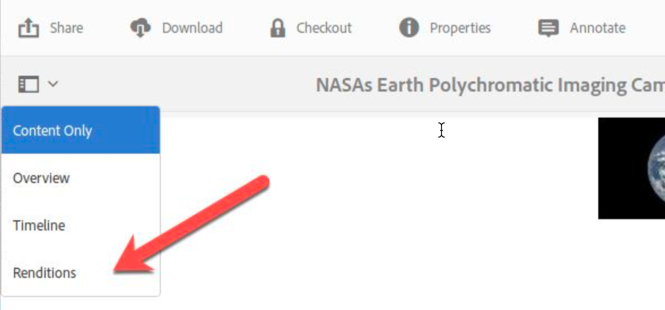 Share Download Checkout Properties Annotate
NASAs Earth Polychromatic Imaging Cam
Content Only
Overview
Timeline
Renditions